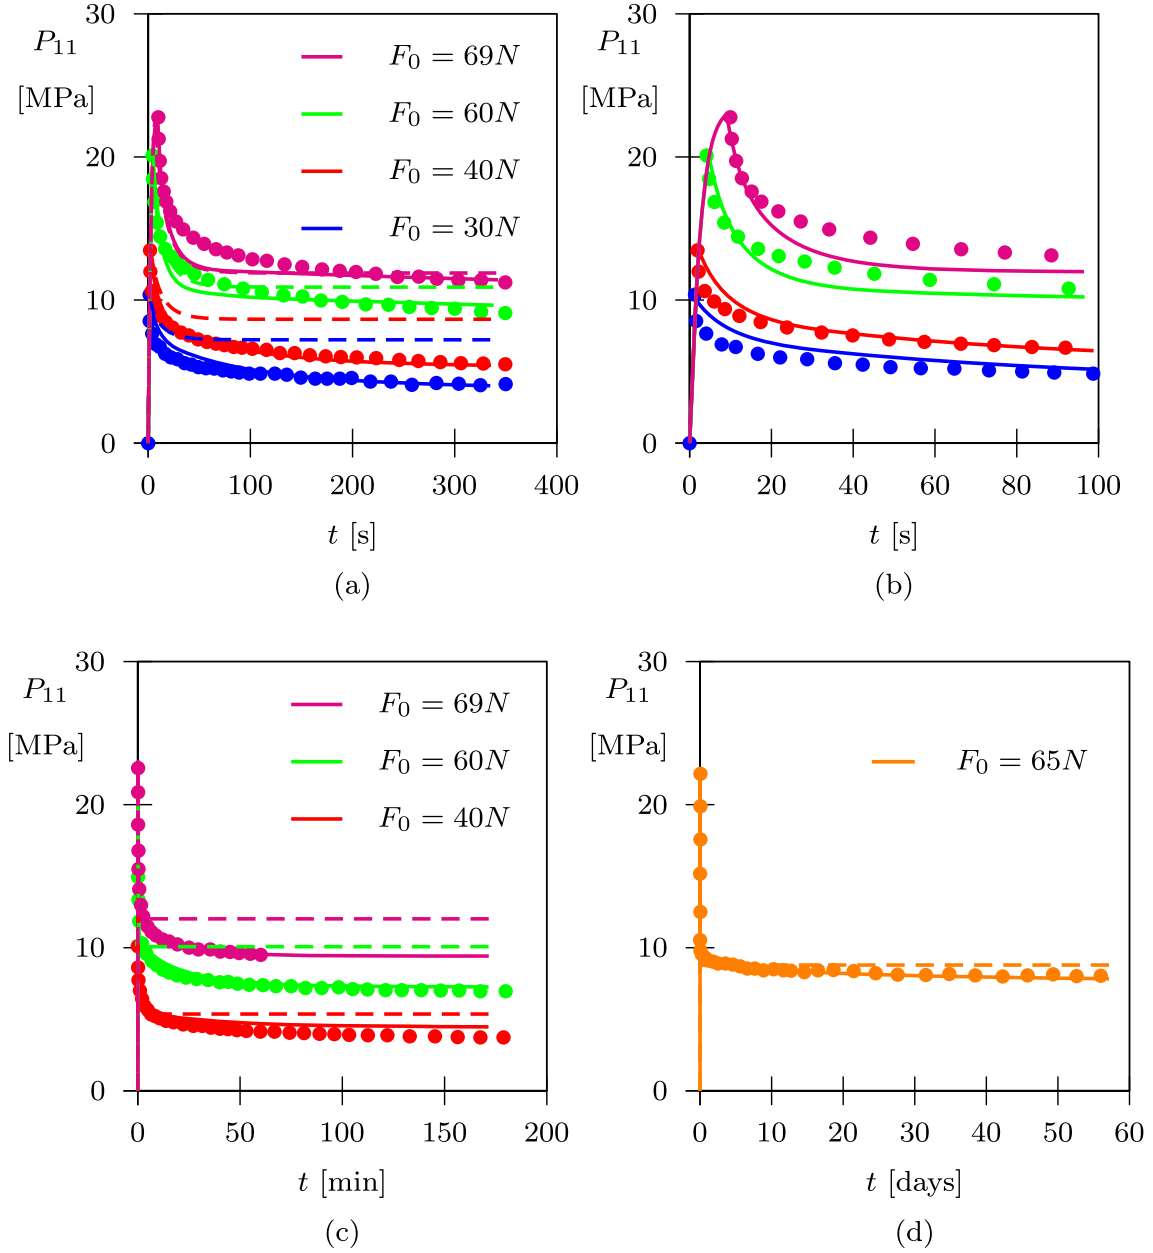 30
20
10
0
P₁₁
[MPa]
F₀ = 69N
F₀ = 60N
F₀ = 40N
F₀ = 30N
0 100 200 300 400
t [s]
(a)
30
20
10
0
P₁₁
[MPa]
0 20 40 60 80 100
t [s]
(b)
30
20
10
0
P₁₁
[MPa]
F₀ = 69N
F₀ = 60N
F₀ = 40N
0 50 100 150 200
t [min]
(c)
30
20
10
0
P₁₁
[MPa]
F₀ = 65N
0 10 20 30 40 50 60
t [days]
(d)